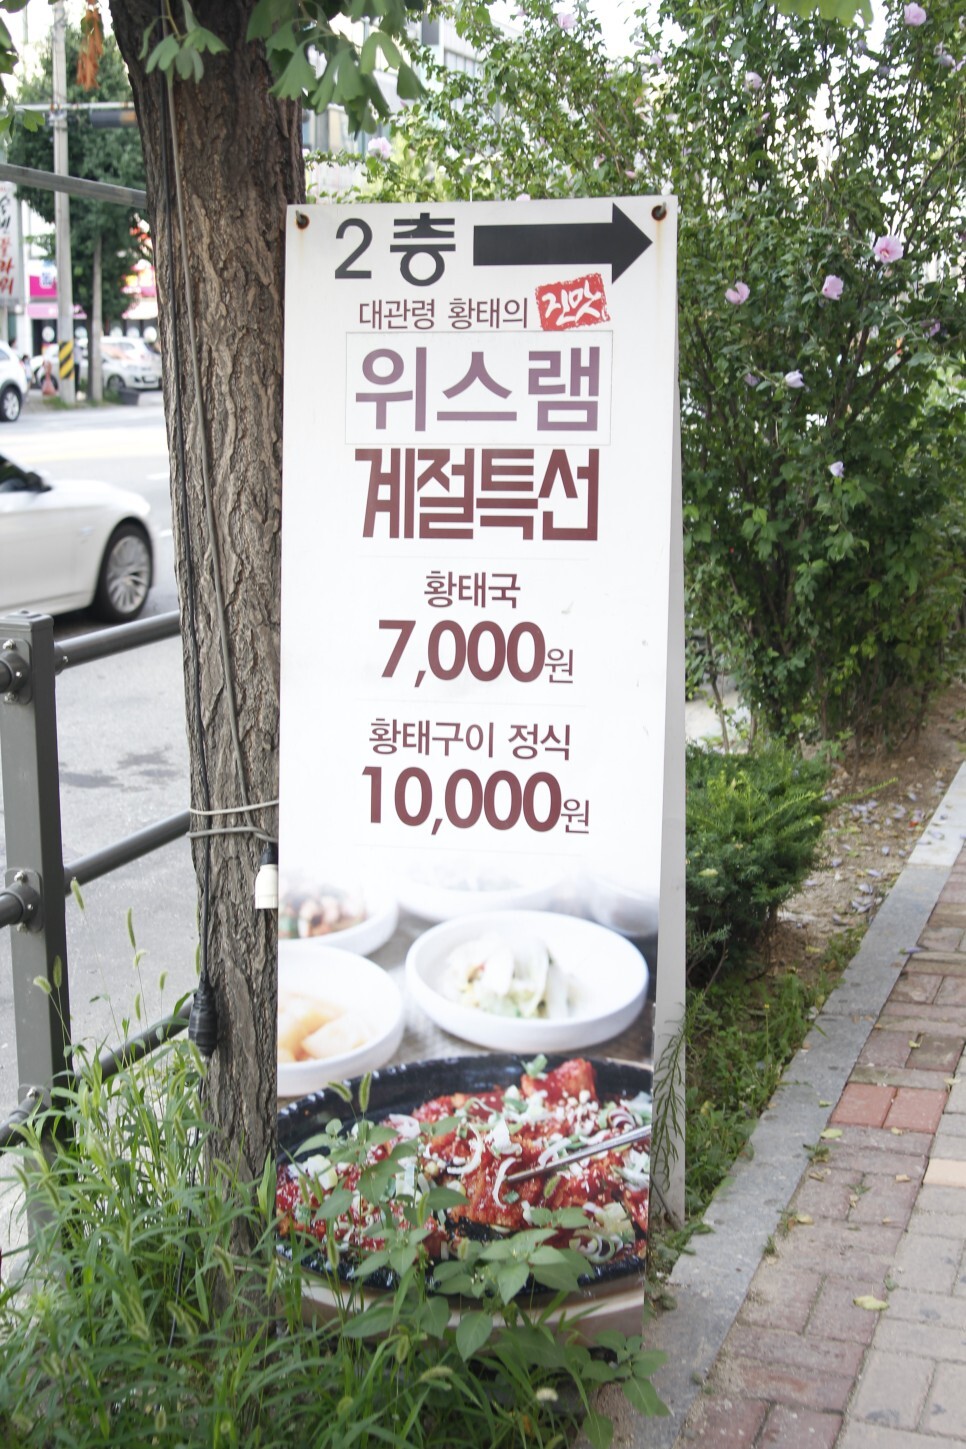 2층
대관령 황태의 진맛
위스램
계절특선
황태국
7,000원
황태구이 정식
10,000원